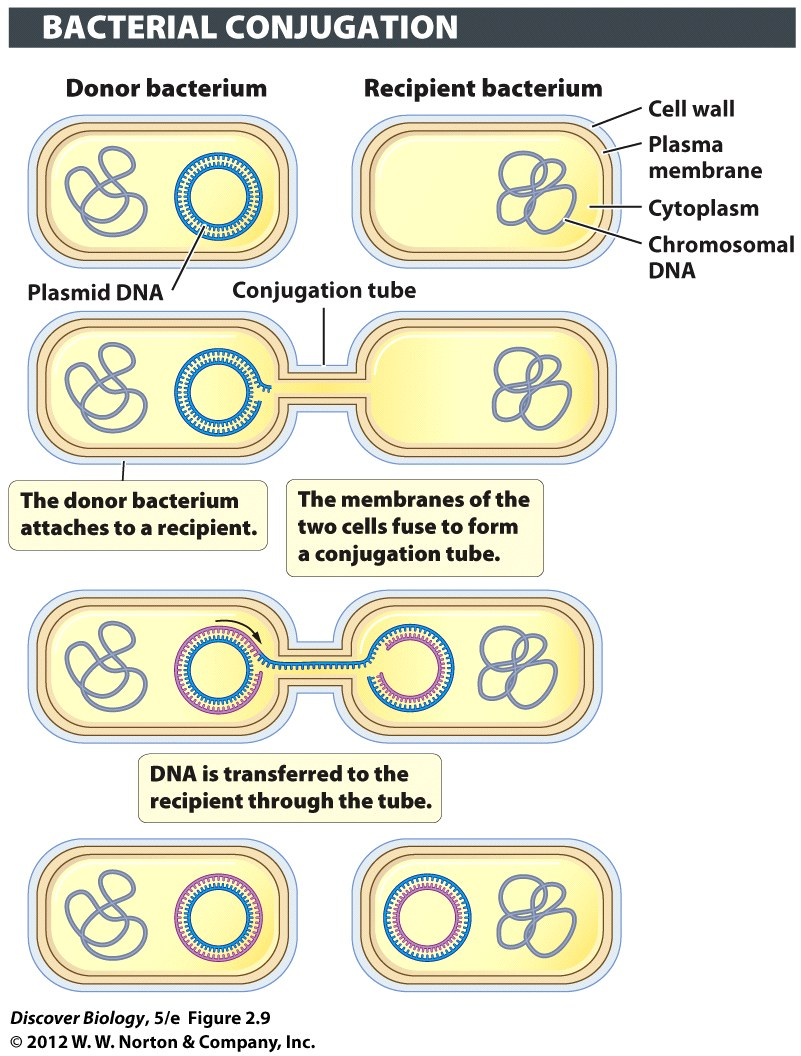 BACTERIAL CONJUGATION
Donor bacterium
Recipient bacterium
Cell wall
Plasma
membrane
Cytoplasm
Chromosomal
DNA
Plasmid DNA
Conjugation tube
The donor bacterium
attaches to a recipient.
The membranes of the
two cells fuse to form
a conjugation tube.
DNA is transferred to the
recipient through the tube.
Discover Biology, 5/e Figure 2.9
© 2012 W. W. Norton & Company, Inc.